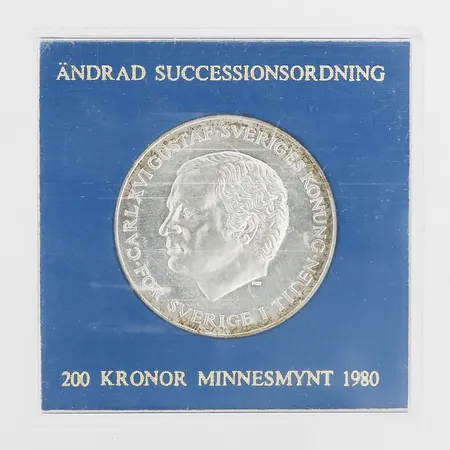 ÄNDRAD SUCCESSIONSORDNING
CARL XVI GUSTAF · SVERIGES KONUNG ·
FÖR SVERIGE I TIDEN ·
200 KRONOR MINNESMYNT 1980